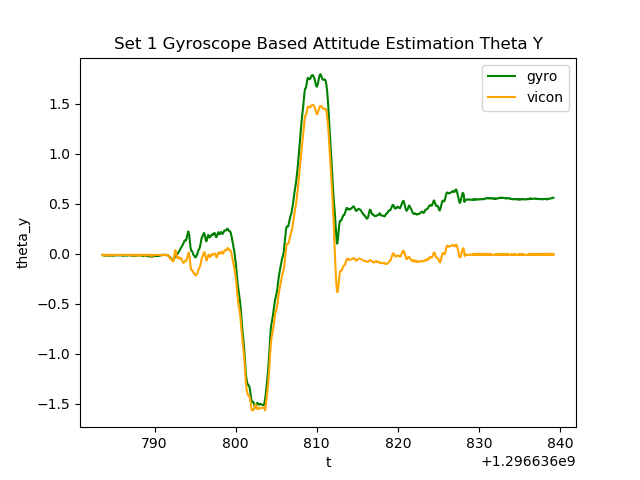 Set 1 Gyroscope Based Attitude Estimation Theta Y
gyro
vicon
theta_y
1.5
1.0
0.5
0.0
−0.5
−1.0
−1.5
790 800 810 820 830 840
t
+1.296636e9